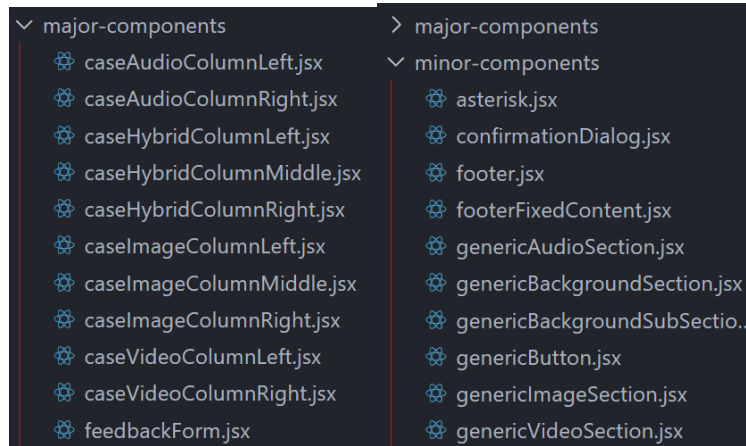 major-components
caseAudioColumnLeft.jsx
caseAudioColumnRight.jsx
caseHybridColumnLeft.jsx
caseHybridColumnMiddle.jsx
caseHybridColumnRight.jsx
caseImageColumnLeft.jsx
caseImageColumnMiddle.jsx
caseImageColumnRight.jsx
caseVideoColumnLeft.jsx
caseVideoColumnRight.jsx
feedbackForm.jsx
major-components
minor-components
asterisk.jsx
confirmationDialog.jsx
footer.jsx
footerFixedContent.jsx
genericAudioSection.jsx
genericBackgroundSection.jsx
genericBackgroundSubSectio..
genericButton.jsx
genericImageSection.jsx
genericVideoSection.jsx